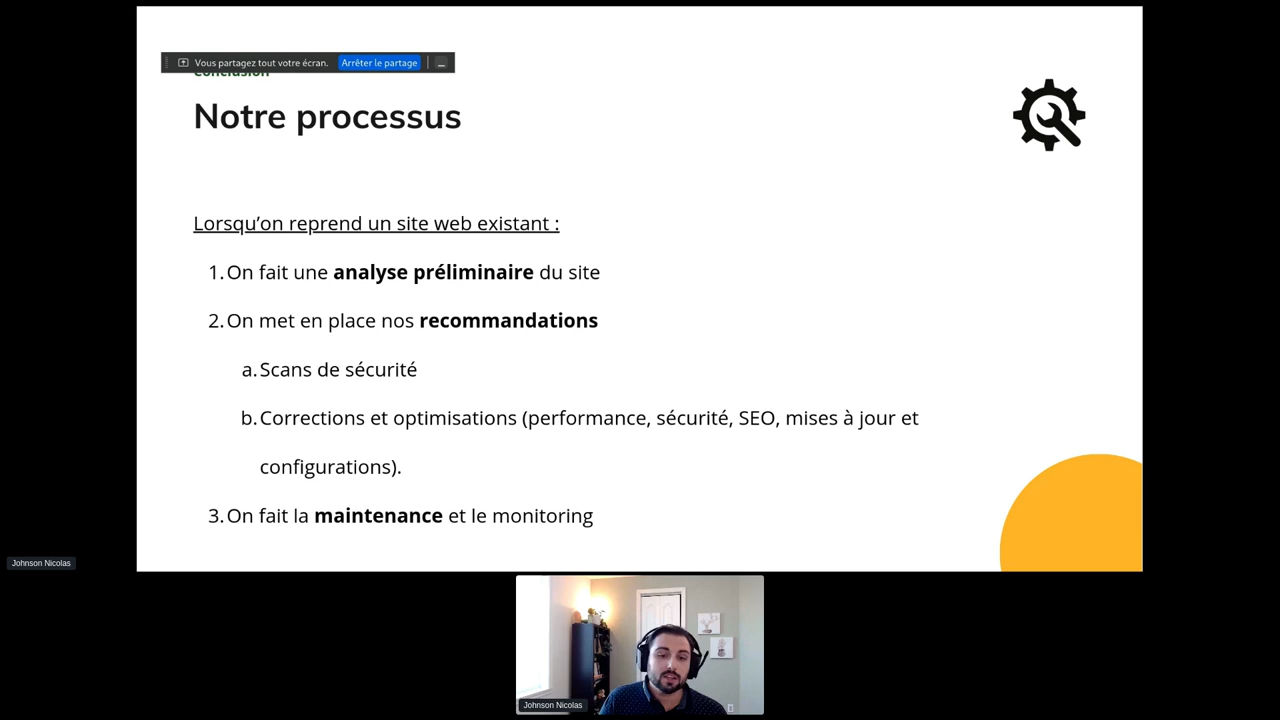 Vous partagez tout votre écran. Arrêter le partage
Conclusion
Notre processus
Lorsqu’on reprend un site web existant :
1. On fait une analyse préliminaire du site
2. On met en place nos recommandations
a. Scans de sécurité
b. Corrections et optimisations (performance, sécurité, SEO, mises à jour et
configurations).
3. On fait la maintenance et le monitoring
Johnson Nicolas
Johnson Nicolas